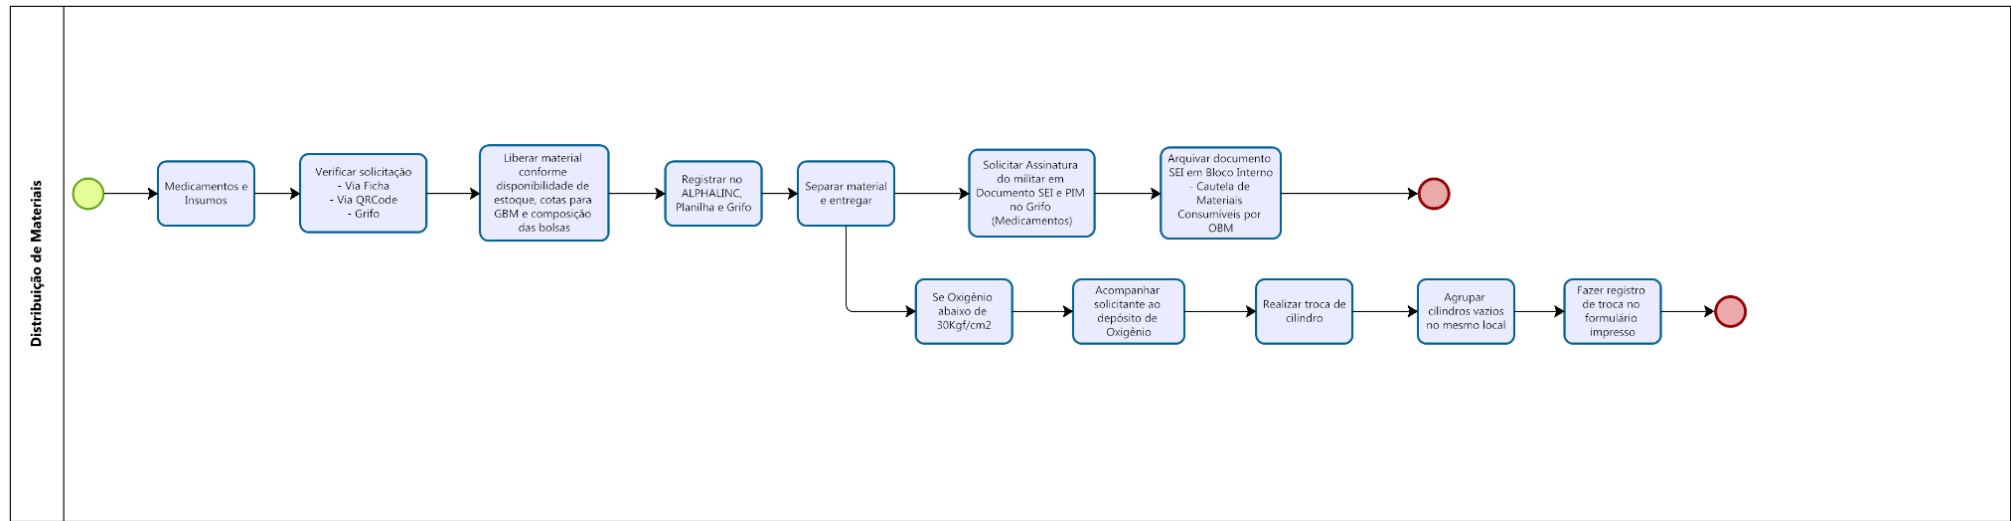 Distribuição de Materiais
Medicamentos e
Insumos
Verificar solicitação
- Via Ficha
- Via QRCode
- Grifo
Liberar material
conforme
disponibilidade de
estoque, cotas para
GBM e composição
das bolsas
Registrar no
ALPHALINC,
Planilha e Grifo
Separar material
e entregar
Solicitar Assinatura
do militar em
Documento SEI e PIM
no Grifo
(Medicamentos)
Arquivar documento
SEI em Bloco Interno
- Cautela de
Materiais
Consumíveis por
OBM
Se Oxigênio
abaixo de
30Kgf/cm2
Acompanhar
solicitante ao
depósito de
Oxigênio
Realizar troca de
cilindro
Agrupar
cilindros vazios
no mesmo local
Fazer registro
de troca no
formulário
impresso